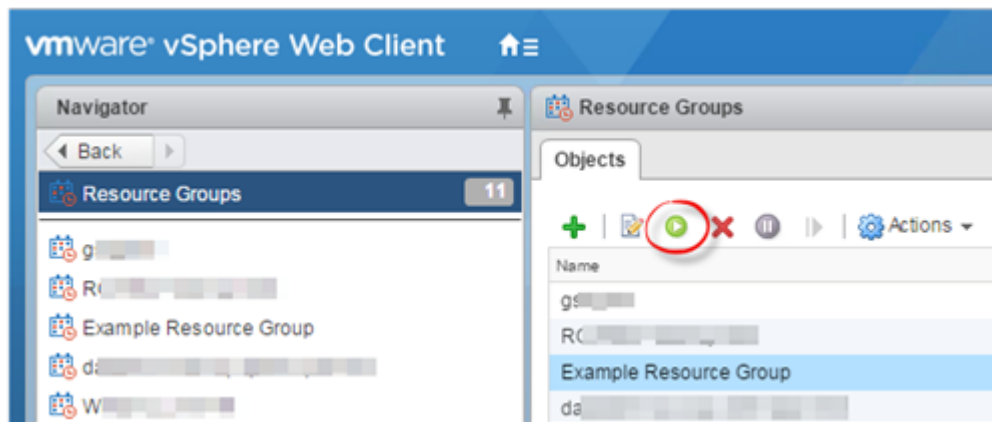 vmware® vSphere Web Client
Navigator
Resource Groups
Back
Objects
Resource Groups 11
Actions
Name
Example Resource Group
Example Resource Group